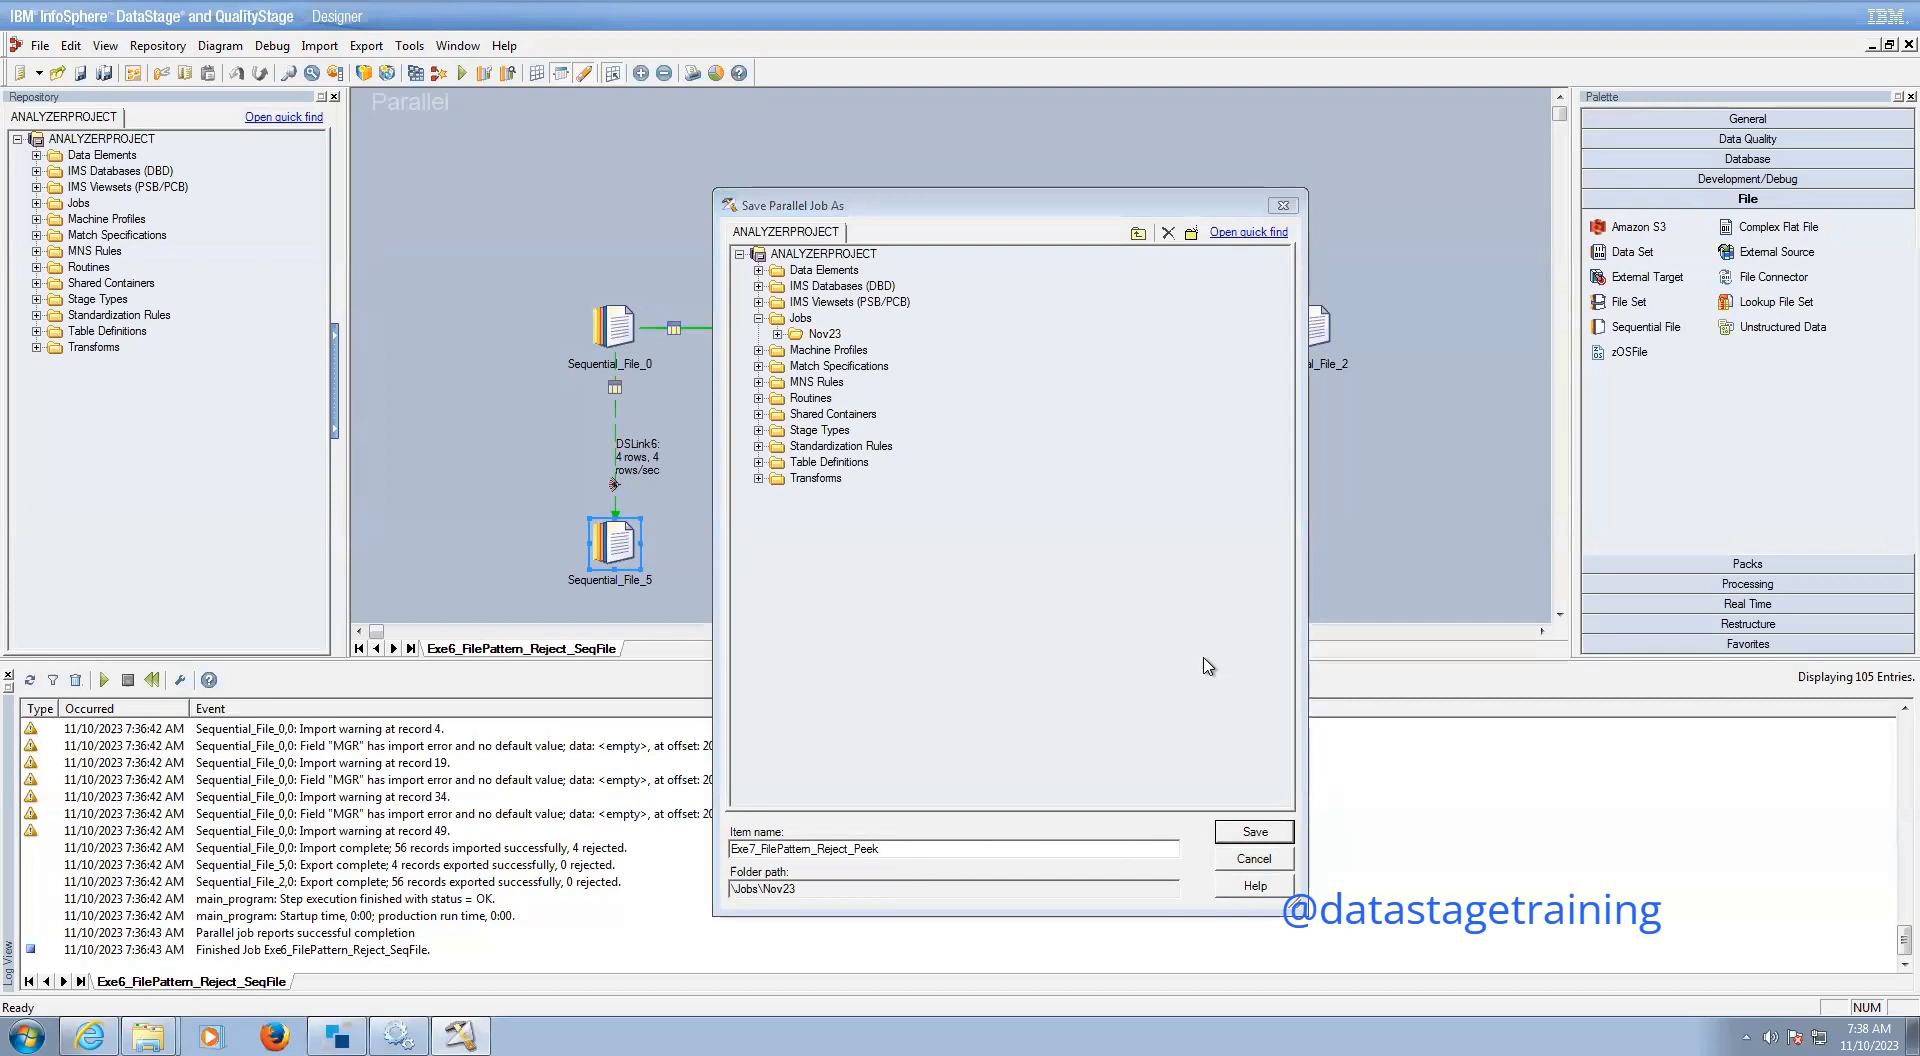 IBM InfoSphere DataStage and QualityStage Designer
IBM
File Edit View Repository Diagram Debug Import Export Tools Window Help
Repository
ANALYZERPROJECT
Open quick find
ANALYZERPROJECT
Data Elements
IMS Databases (DBD)
IMS Viewsets (PSB/PCB)
Jobs
Machine Profiles
Match Specifications
MNS Rules
Routines
Shared Containers
Stage Types
Standardization Rules
Table Definitions
Transforms
Parallel
Sequential_File_0
DSLink6:
4 rows, 4
rows/sec
Sequential_File_5
al_File_2
Exe6_FilePattern_Reject_SeqFile
Save Parallel Job As
ANALYZERPROJECT
Open quick find
ANALYZERPROJECT
Data Elements
IMS Databases (DBD)
IMS Viewsets (PSB/PCB)
Jobs
Nov23
Machine Profiles
Match Specifications
MNS Rules
Routines
Shared Containers
Stage Types
Standardization Rules
Table Definitions
Transforms
Item name:
Exe7_FilePattern_Reject_Peek
Folder path:
\Jobs\Nov23
Save
Cancel
Help
Palette
General
Data Quality
Database
Development/Debug
File
Amazon S3 Complex Flat File
Data Set External Source
External Target File Connector
File Set Lookup File Set
Sequential File Unstructured Data
zOSFile
Packs
Processing
Real Time
Restructure
Favorites
Displaying 105 Entries.
Type Occurred Event
11/10/2023 7:36:42 AM Sequential_File_0,0: Import warning at record 4.
11/10/2023 7:36:42 AM Sequential_File_0,0: Field "MGR" has import error and no default value; data: <empty>, at offset: 20
11/10/2023 7:36:42 AM Sequential_File_0,0: Import warning at record 19.
11/10/2023 7:36:42 AM Sequential_File_0,0: Field "MGR" has import error and no default value; data: <empty>, at offset: 20
11/10/2023 7:36:42 AM Sequential_File_0,0: Import warning at record 34.
11/10/2023 7:36:42 AM Sequential_File_0,0: Field "MGR" has import error and no default value; data: <empty>, at offset: 20
11/10/2023 7:36:42 AM Sequential_File_0,0: Import warning at record 49.
11/10/2023 7:36:42 AM Sequential_File_0,0: Import complete; 56 records imported successfully, 4 rejected.
11/10/2023 7:36:42 AM Sequential_File_5,0: Export complete; 4 records exported successfully, 0 rejected.
11/10/2023 7:36:42 AM Sequential_File_2,0: Export complete; 56 records exported successfully, 0 rejected.
11/10/2023 7:36:42 AM main_program: Step execution finished with status = OK.
11/10/2023 7:36:42 AM main_program: Startup time, 0:00; production run time, 0:00.
11/10/2023 7:36:43 AM Parallel job reports successful completion
11/10/2023 7:36:43 AM Finished Job Exe6_FilePattern_Reject_SeqFile.
Log View
Exe6_FilePattern_Reject_SeqFile
@datastagetraining
Ready
NUM
7:38 AM
11/10/2023